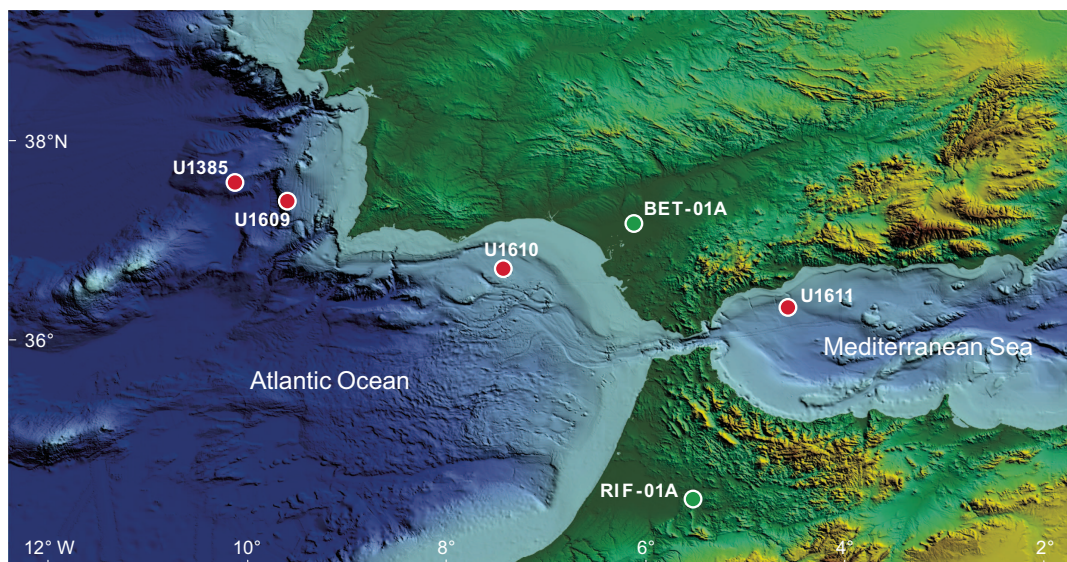 38°N
U1385
U1609
BET-01A
U1610
U1611
36°
Mediterranean Sea
Atlantic Ocean
RIF-01A
12° W
10°
8°
6°
4°
2°